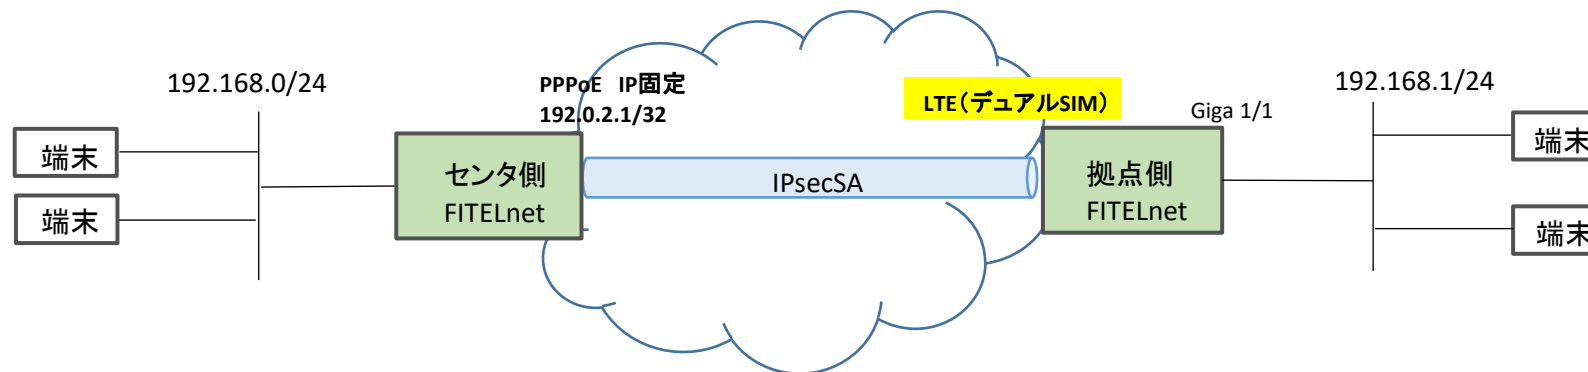 192.168.0/24
PPPoE IP固定
192.0.2.1/32
LTE(デュアルSIM)
192.168.1/24
Giga 1/1
端末
端末
センタ側
FITELnet
IPsecSA
拠点側
FITELnet
端末
端末